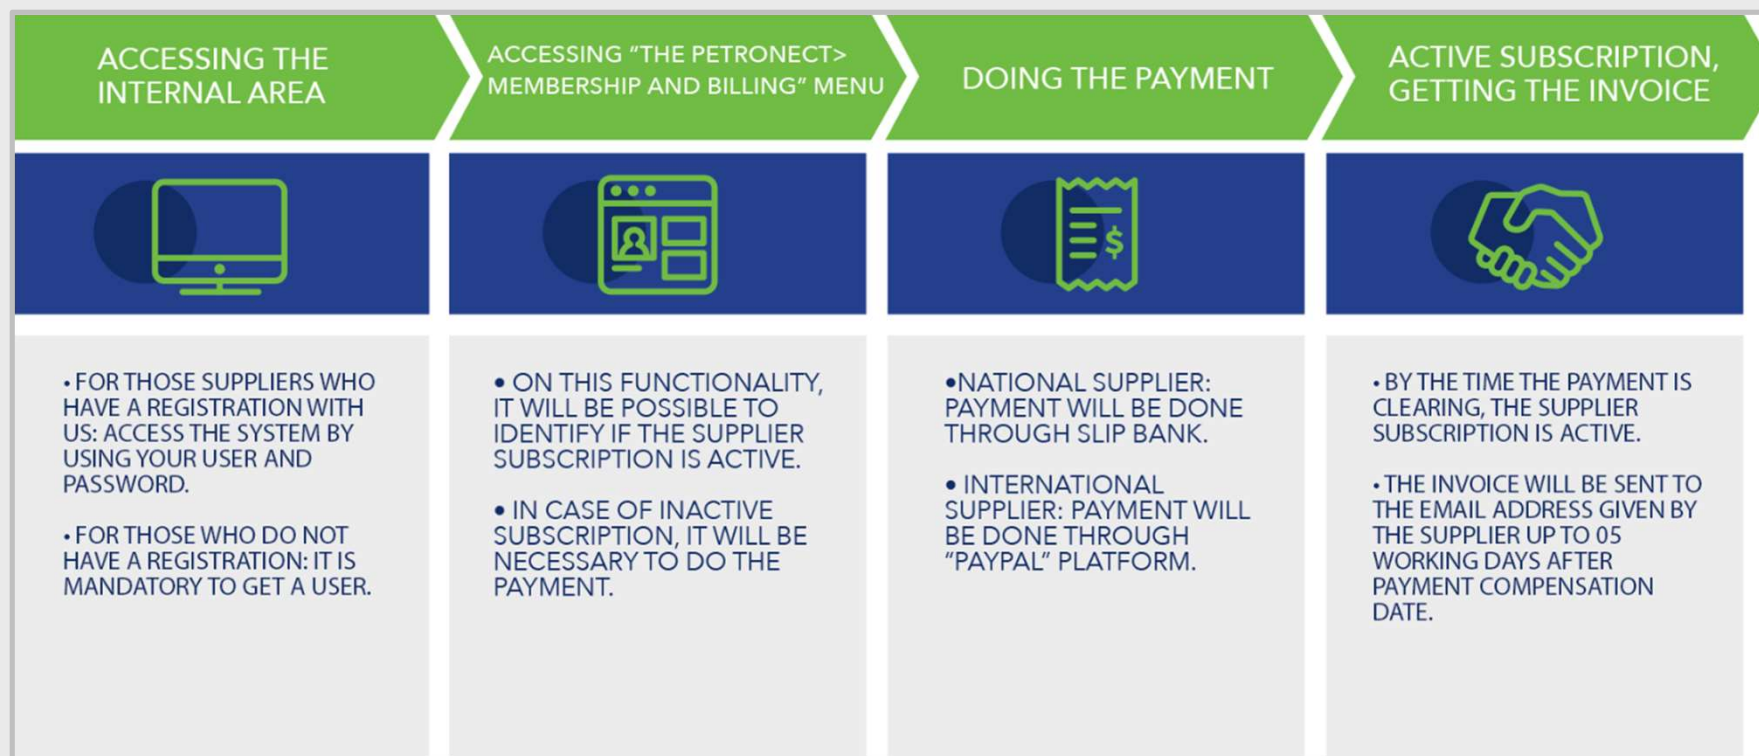 ACCESSING THE
INTERNAL AREA
ACCESSING “THE PETRONECT>
MEMBERSHIP AND BILLING” MENU
DOING THE PAYMENT
ACTIVE SUBSCRIPTION,
GETTING THE INVOICE
$
• FOR THOSE SUPPLIERS WHO
HAVE A REGISTRATION WITH
US: ACCESS THE SYSTEM BY
USING YOUR USER AND
PASSWORD.
• FOR THOSE WHO DO NOT
HAVE A REGISTRATION: IT IS
MANDATORY TO GET A USER.
• ON THIS FUNCTIONALITY,
IT WILL BE POSSIBLE TO
IDENTIFY IF THE SUPPLIER
SUBSCRIPTION IS ACTIVE.
• IN CASE OF INACTIVE
SUBSCRIPTION, IT WILL BE
NECESSARY TO DO THE
PAYMENT.
•NATIONAL SUPPLIER:
PAYMENT WILL BE DONE
THROUGH SLIP BANK.
• INTERNATIONAL
SUPPLIER: PAYMENT WILL
BE DONE THROUGH
“PAYPAL” PLATFORM.
• BY THE TIME THE PAYMENT IS
CLEARING, THE SUPPLIER
SUBSCRIPTION IS ACTIVE.
• THE INVOICE WILL BE SENT TO
THE EMAIL ADDRESS GIVEN BY
THE SUPPLIER UP TO 05
WORKING DAYS AFTER
PAYMENT COMPENSATION
DATE.